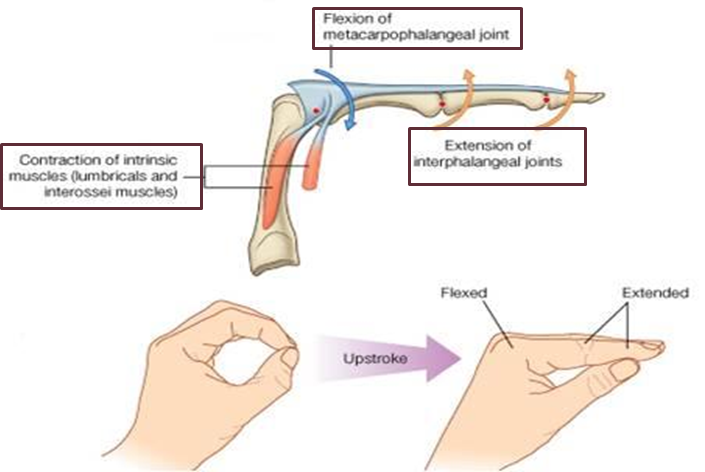 Flexion of
metacarpophalangeal joint
Extension of
interphalangeal joints
Contraction of intrinsic
muscles (lumbricals and
interossei muscles)
Flexed
Extended
Upstroke